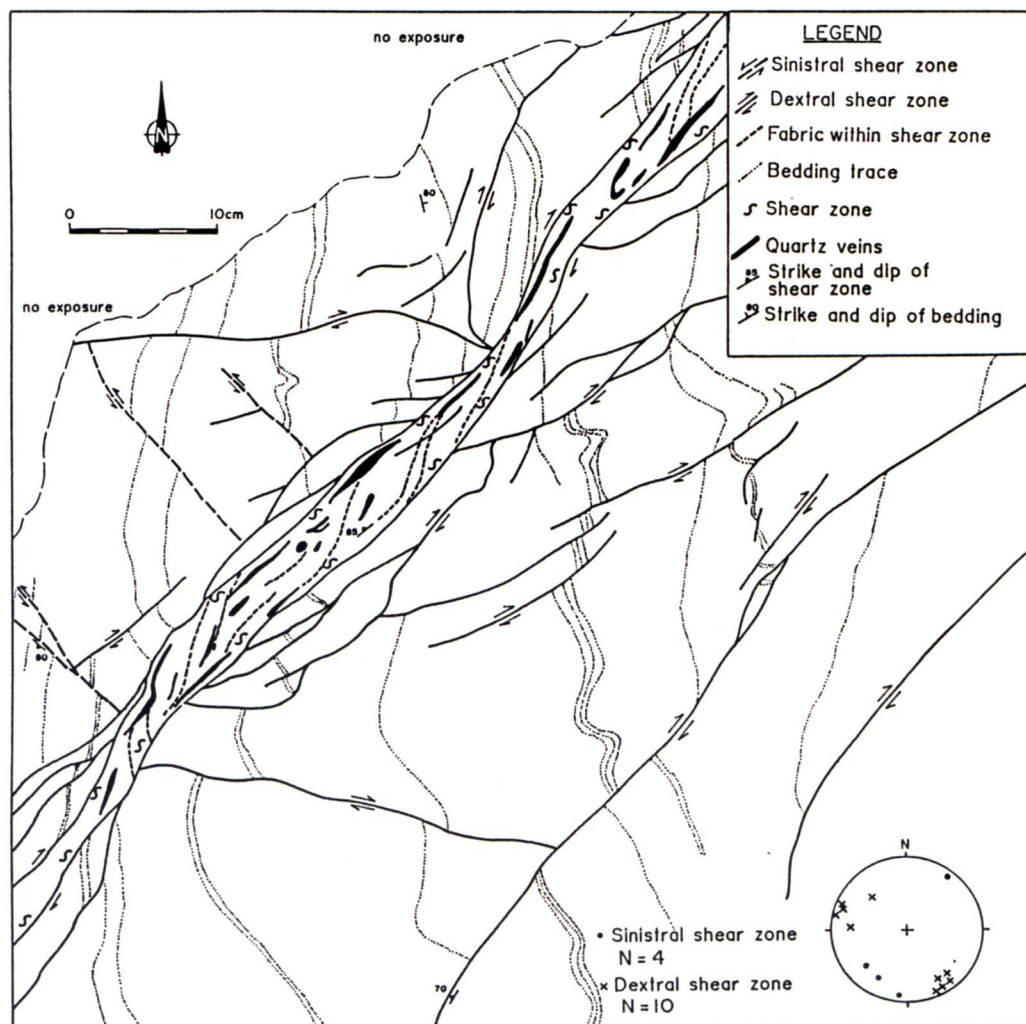 no exposure
LEGEND
Sinistral shear zone
Dextral shear zone
Fabric within shear zone
Bedding trace
Shear zone
Quartz veins
85 Strike and dip of
shear zone
80 Strike and dip of bedding
N
0 10cm
80
no exposure
85
80
70
N
Sinistral shear zone
N=4
Dextral shear zone
N=10